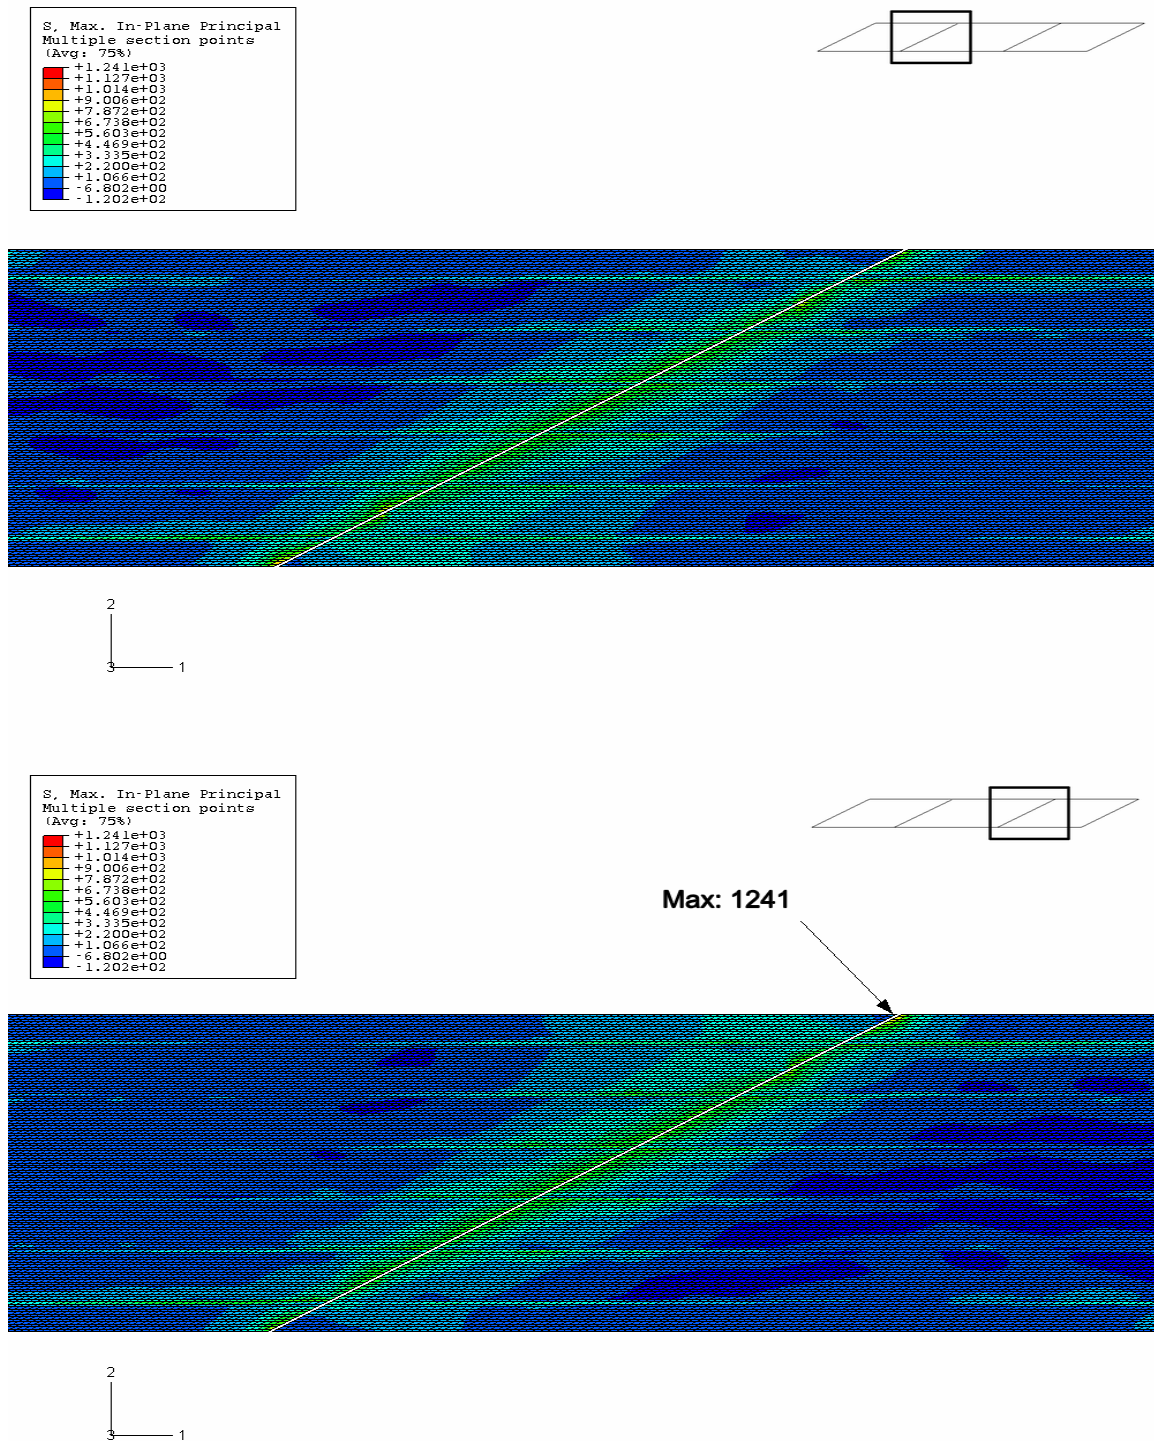 S, Max. In-Plane Principal
Multiple section points
(Avg: 75%)
+1.241e+03
+1.127e+03
+1.014e+03
+9.006e+02
+7.872e+02
+6.738e+02
+5.603e+02
+4.469e+02
+3.335e+02
+2.200e+02
+1.066e+02
-6.802e+00
-1.202e+02
2
3 1
S, Max. In-Plane Principal
Multiple section points
(Avg: 75%)
+1.241e+03
+1.127e+03
+1.014e+03
+9.006e+02
+7.872e+02
+6.738e+02
+5.603e+02
+4.469e+02
+3.335e+02
+2.200e+02
+1.066e+02
-6.802e+00
-1.202e+02
Max: 1241
2
3 1